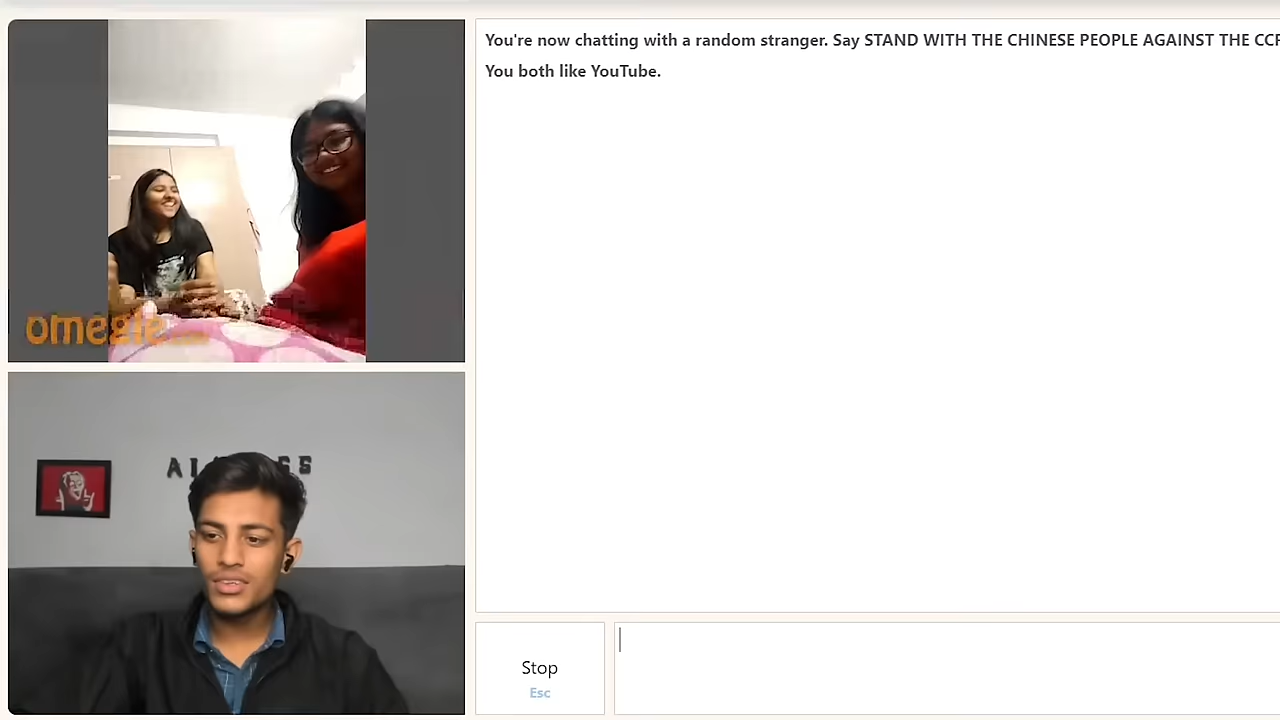 You're now chatting with a random stranger. Say STAND WITH THE CHINESE PEOPLE AGAINST THE CCP
You both like YouTube.
omegle
Stop
Esc